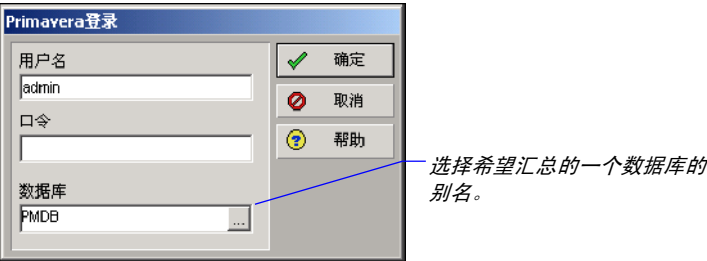 Primavera登录
用户名
admin
口令
数据库
PMDB
...
确定
取消
帮助
选择希望汇总的一个数据库的
别名。